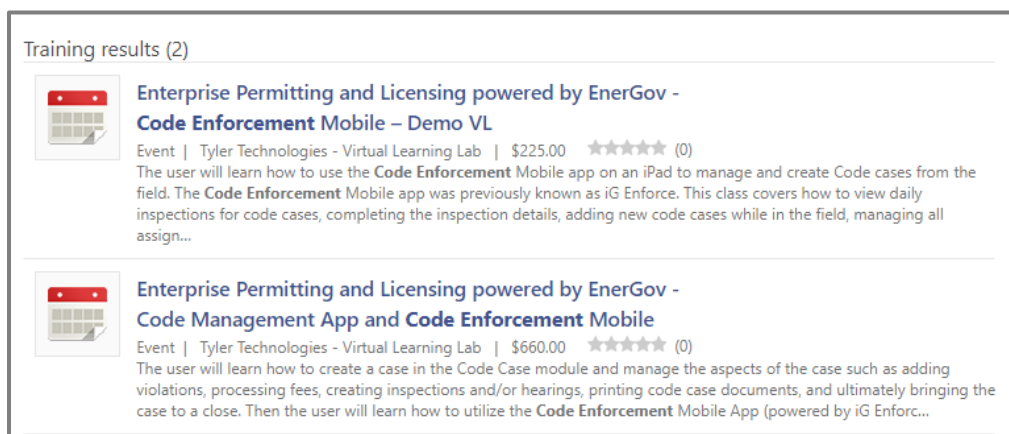 Training results (2)
Enterprise Permitting and Licensing powered by EnerGov -
Code Enforcement Mobile – Demo VL
Event | Tyler Technologies - Virtual Learning Lab | $225.00 (0)
The user will learn how to use the Code Enforcement Mobile app on an iPad to manage and create Code cases from the
field. The Code Enforcement Mobile app was previously known as iG Enforce. This class covers how to view daily
inspections for code cases, completing the inspection details, adding new code cases while in the field, managing all
assign...
Enterprise Permitting and Licensing powered by EnerGov -
Code Management App and Code Enforcement Mobile
Event | Tyler Technologies - Virtual Learning Lab | $660.00 (0)
The user will learn how to create a case in the Code Case module and manage the aspects of the case such as adding
violations, processing fees, creating inspections and/or hearings, printing code case documents, and ultimately bringing the
case to a close. Then the user will learn how to utilize the Code Enforcement Mobile App (powered by iG Enforc...